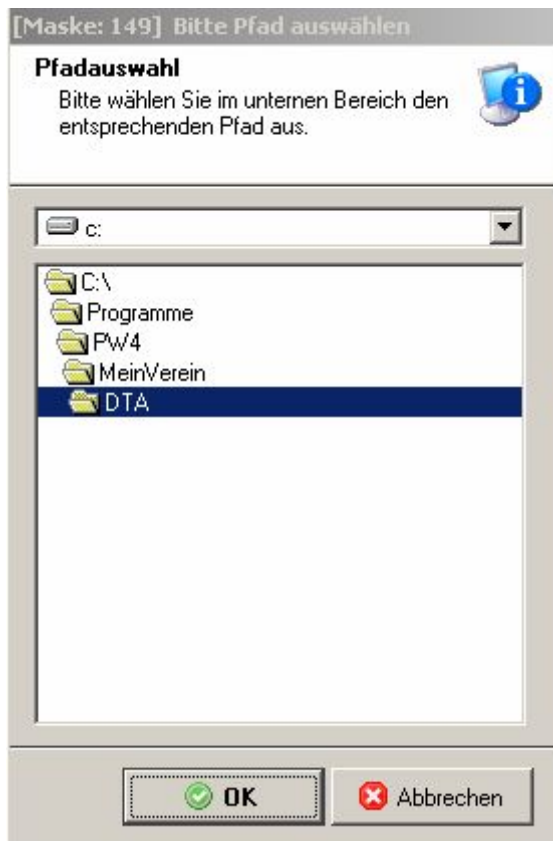 [Maske: 149] Bitte Pfad auswählen
Pfadauswahl
Bitte wählen Sie im unternen Bereich den
entsprechenden Pfad aus.
c:
C:\
Programme
PW4
MeinVerein
DTA
OK
Abbrechen